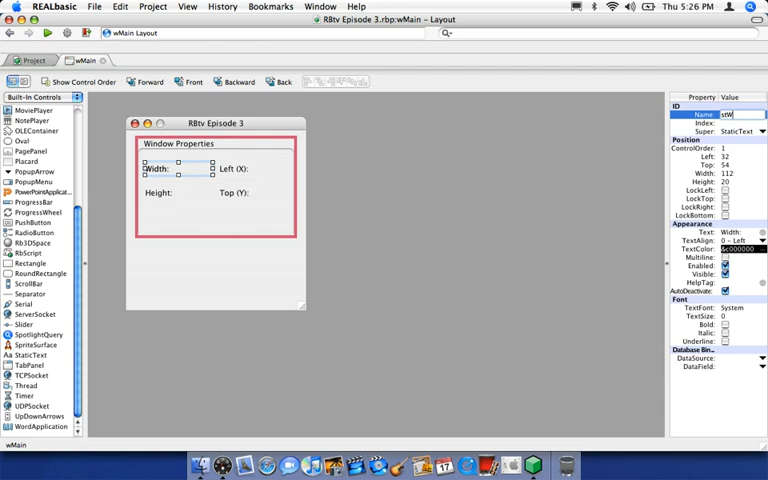 REALbasic File Edit Project View History Bookmarks Window Help Thu 5:26 PM
RBtv Episode 3.rbp:wMain – Layout
wMain Layout
Project wMain
Show Control Order Forward Front Backward Back
Built-In Controls
MoviePlayer
NotePlayer
OLEContainer
Oval
PagePanel
Placard
PopupArrow
PopupMenu
PowerPointApplicat...
ProgressBar
ProgressWheel
PushButton
RadioButton
Rb3DSpace
RbScript
Rectangle
RoundRectangle
ScrollBar
Separator
Serial
ServerSocket
Slider
SpotlightQuery
SpriteSurface
StaticText
TabPanel
TCPSocket
Thread
Timer
UDPSocket
UpDownArrows
WordApplication
RBtv Episode 3
Window Properties
Width: Left (X):
Height: Top (Y):
Property Value
ID
Name: stW
Index:
Super: StaticText
Position
ControlOrder: 1
Left: 32
Top: 54
Width: 112
Height: 20
LockLeft:
LockTop:
LockRight:
LockBottom:
Appearance
Text: Width:
TextAlign: 0 - Left
TextColor: &c000000
Multiline:
Enabled:
Visible:
HelpTag:
AutoDeactivate:
Font
TextFont: System
TextSize: 0
Bold:
Italic:
Underline:
Database Bin...
DataSource:
DataField:
wMain
17